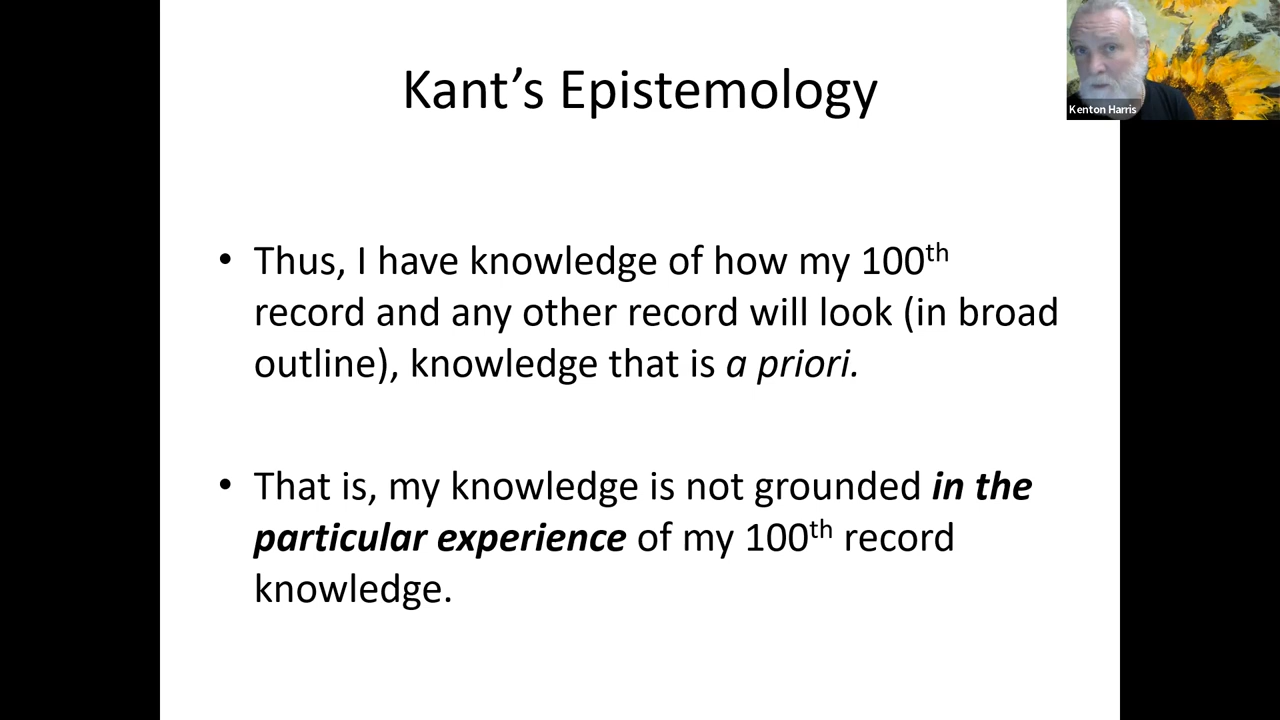 Kant’s Epistemology
Kenton Harris
• Thus, I have knowledge of how my 100th
record and any other record will look (in broad
outline), knowledge that is a priori.
• That is, my knowledge is not grounded in the
particular experience of my 100th record
knowledge.